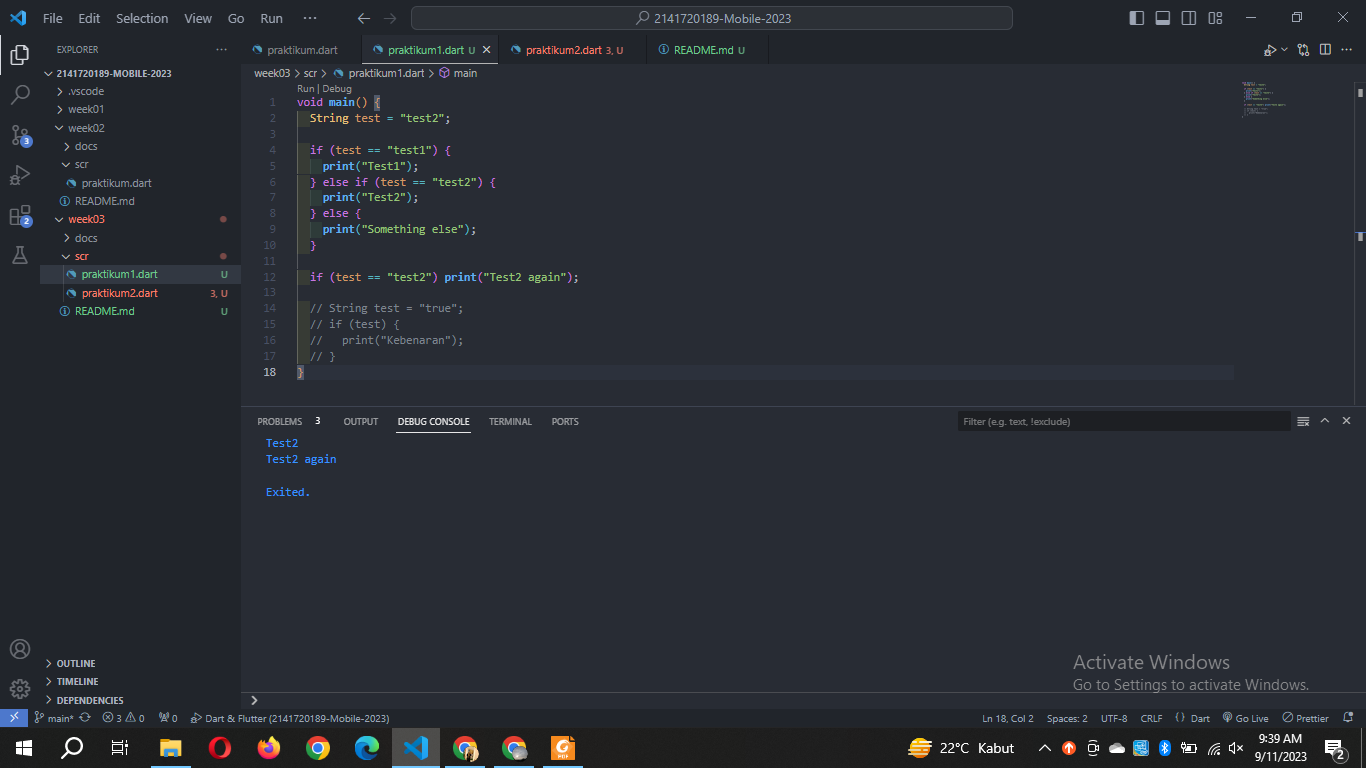 File Edit Selection View Go Run ··· 2141720189-Mobile-2023
EXPLORER ···
2141720189-MOBILE-2023
.vscode
week01
week02
docs
scr
praktikum.dart
README.md
week03
docs
scr
praktikum1.dart U
praktikum2.dart 3, U
README.md U
OUTLINE
TIMELINE
DEPENDENCIES
3
2
praktikum.dart praktikum1.dart U praktikum2.dart 3, U README.md U
week03 > scr > praktikum1.dart > main
Run | Debug
1 void main() {
2 String test = "test2";
3
4 if (test == "test1") {
5 print("Test1");
6 } else if (test == "test2") {
7 print("Test2");
8 } else {
9 print("Something else");
10 }
11
12 if (test == "test2") print("Test2 again");
13
14 // String test = "true";
15 // if (test) {
16 //   print("Kebenaran");
17 // }
18 }
PROBLEMS 3 OUTPUT DEBUG CONSOLE TERMINAL PORTS Filter (e.g. text, !exclude)
Test2
Test2 again
Exited.
Activate Windows
Go to Settings to activate Windows.
main* 3 0 0 Dart & Flutter (2141720189-Mobile-2023) Ln 18, Col 2 Spaces: 2 UTF-8 CRLF {} Dart Go Live Prettier
22°C Kabut 9:39 AM
9/11/2023 2